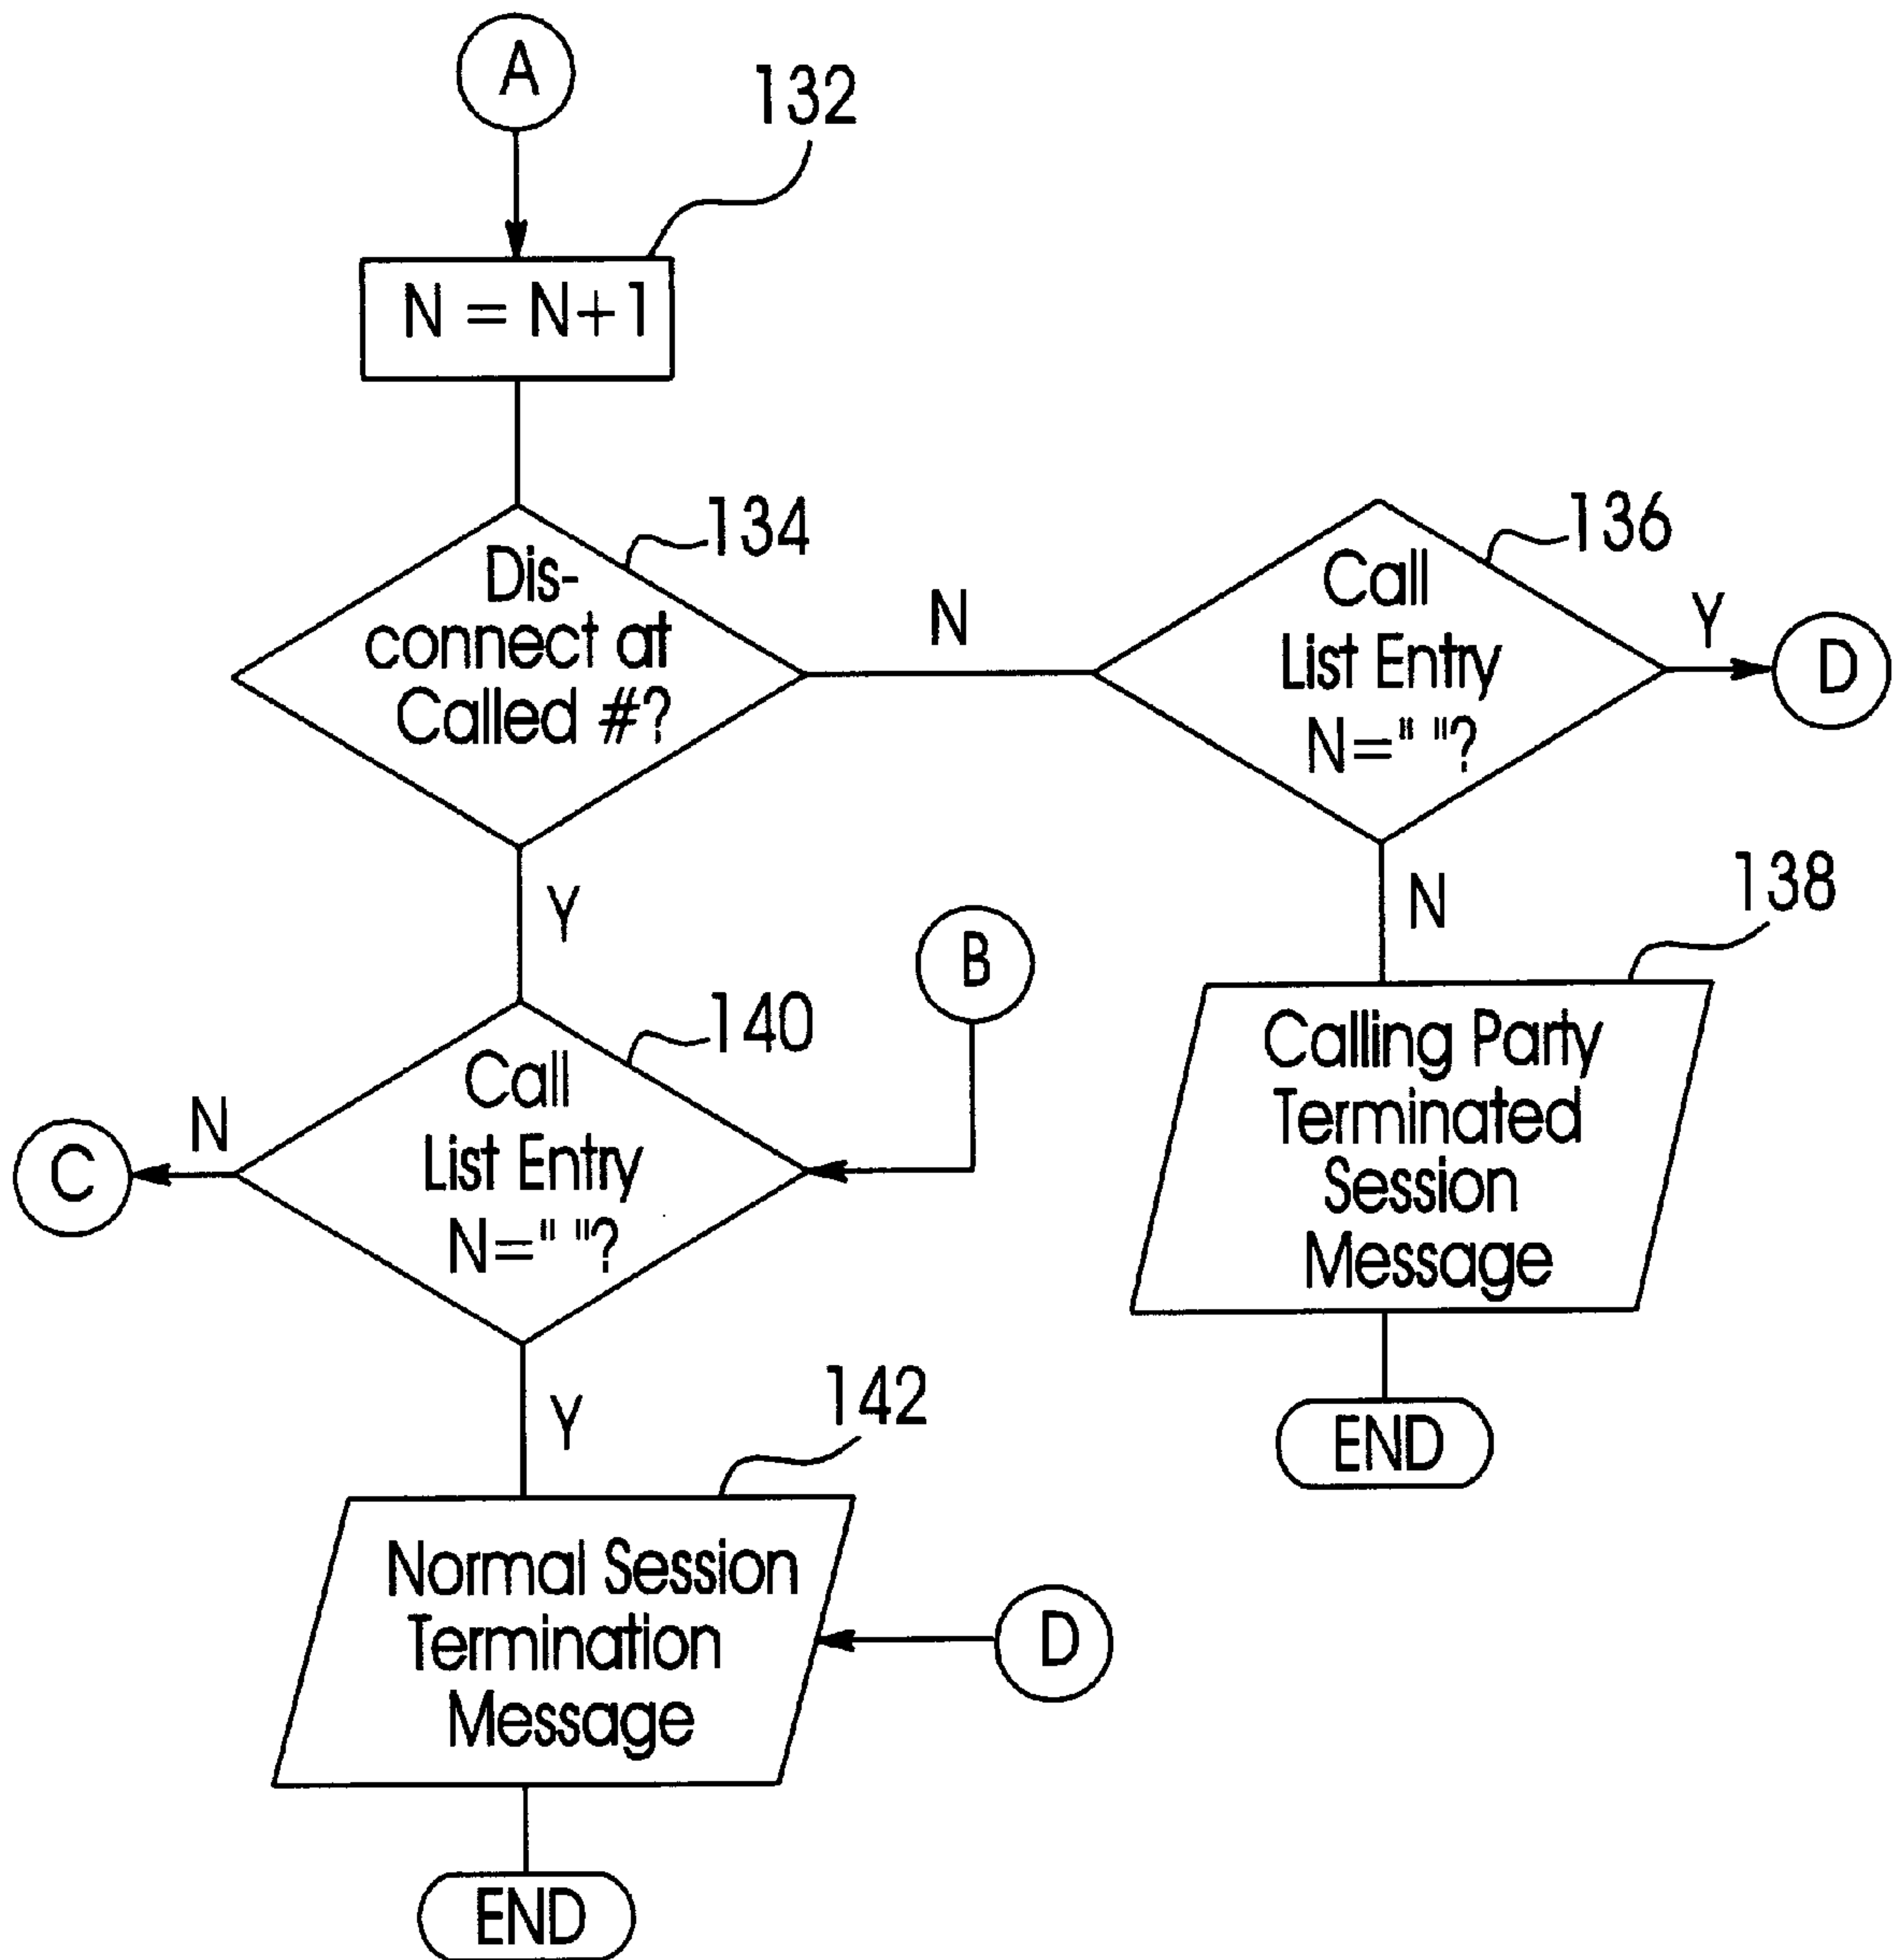 A
132
N = N+1
134
Dis-
connect at
Called #?
N
136
Call
List Entry
N=" "?
Y
D
Y
N
138
B
140
Call
List Entry
N=" "?
N
C
Calling Party
Terminated
Session
Message
END
Y
142
Normal Session
Termination
Message
D
END